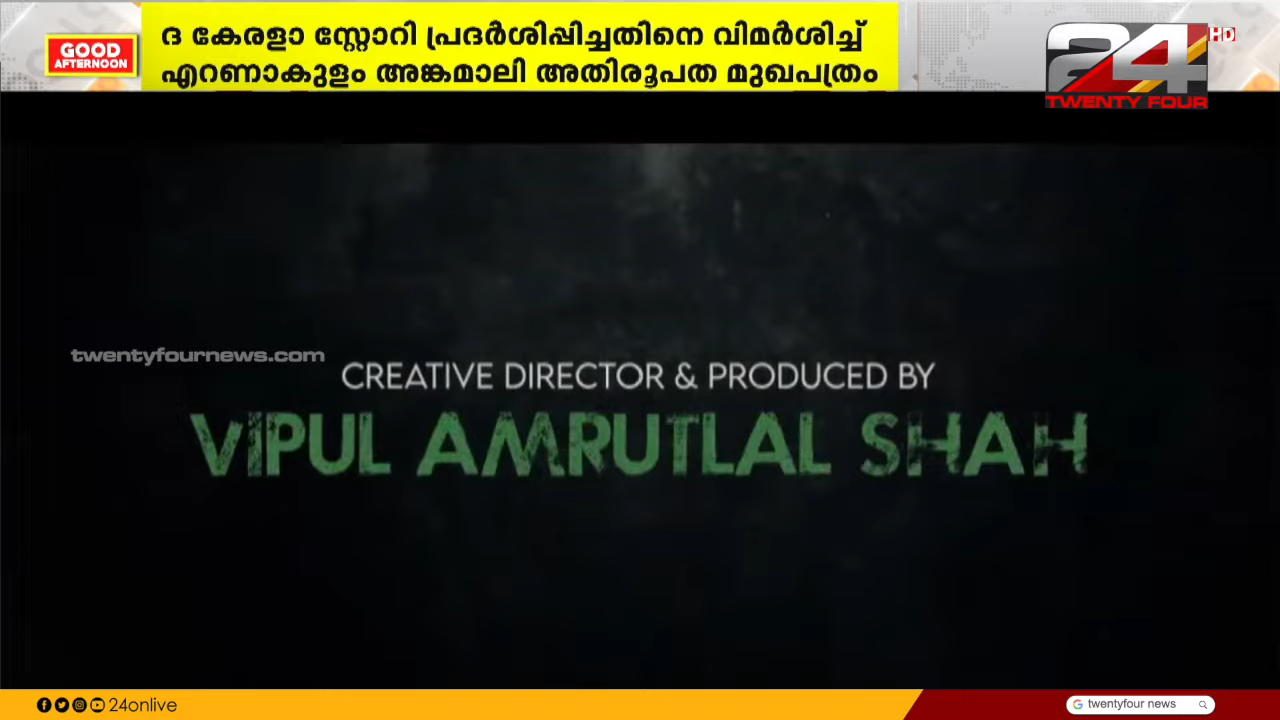 GOOD
AFTERNOON
ദ കേരളാ സ്റ്റോറി പ്രദർശിപ്പിച്ചതിനെ വിമർശിച്ച്
എറണാകുളം അങ്കമാലി അതിരൂപത മുഖപത്രം
24 HD
TWENTY FOUR
twentyfournews.com
CREATIVE DIRECTOR & PRODUCED BY
VIPUL AMRUTLAL SHAH
24onlive
twentyfour news